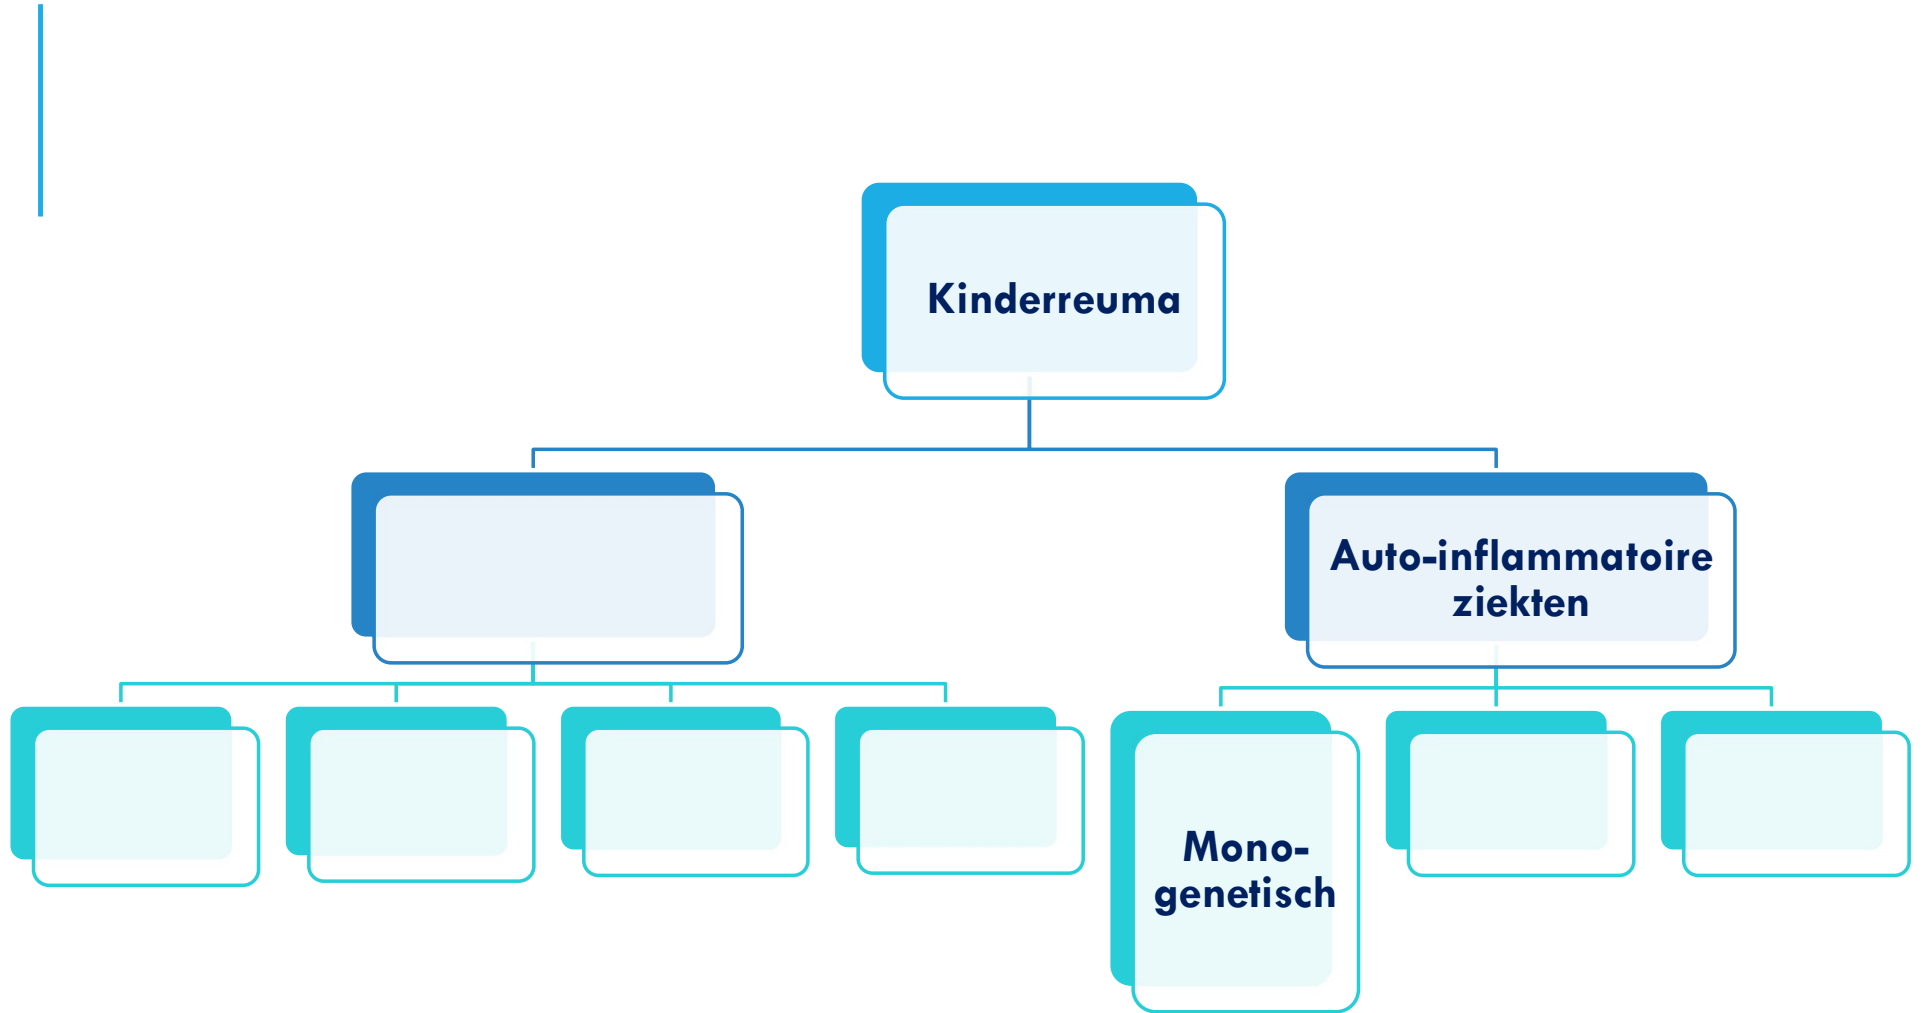 Kinderreuma
Auto-inflammatoire
ziekten
Mono-
genetisch